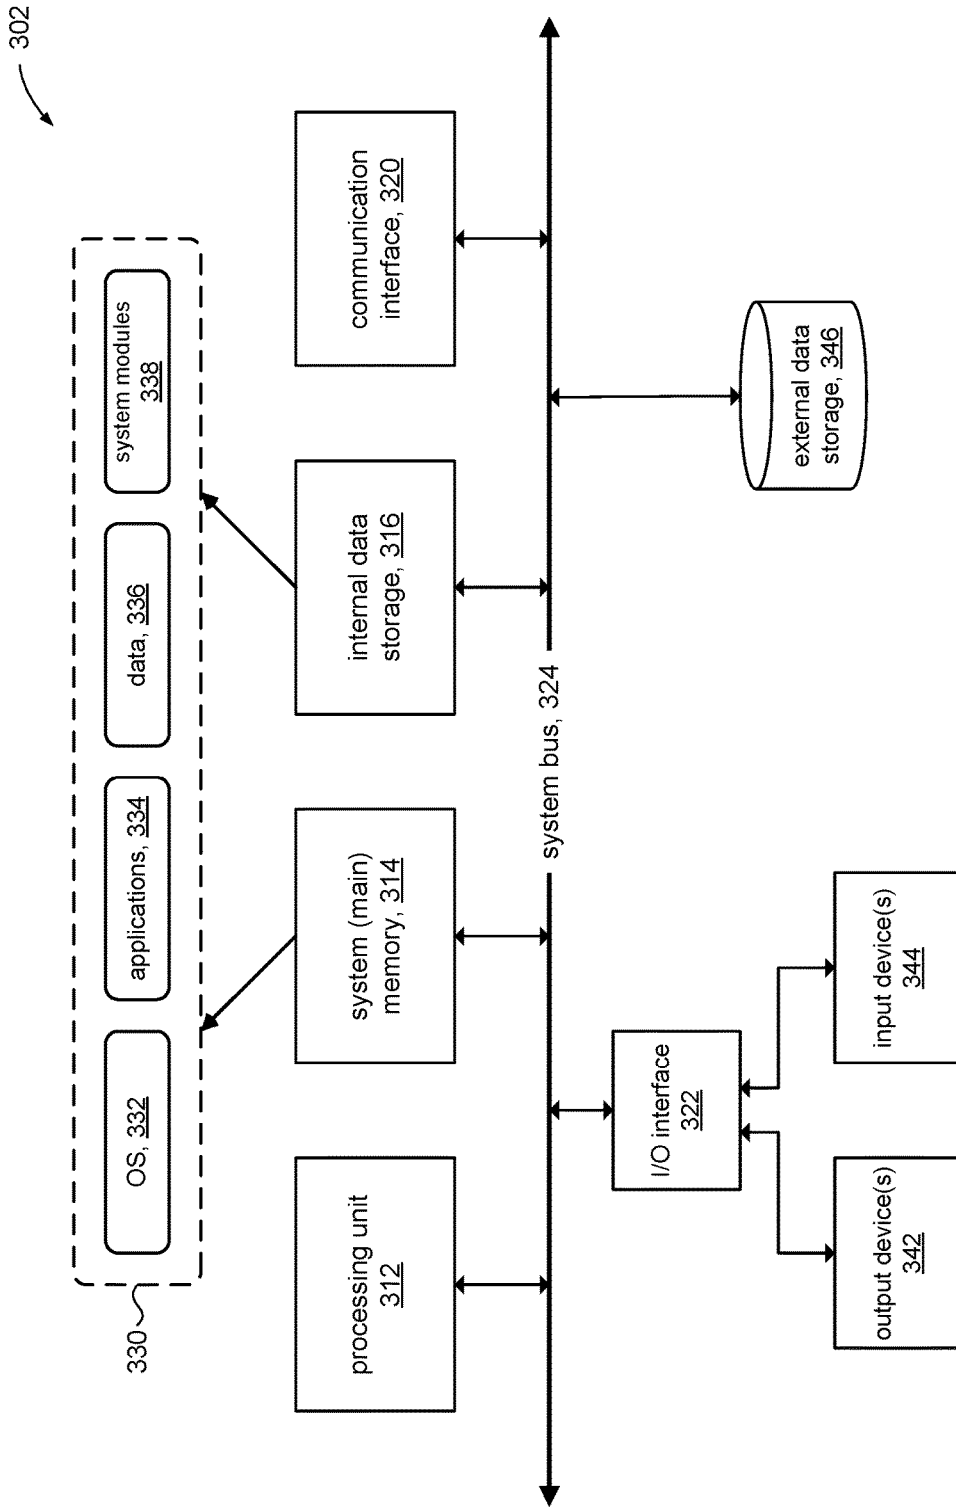 302
330
OS, 332
applications, 334
data, 336
system modules
338
processing unit
312
system (main)
memory, 314
internal data
storage, 316
communication
interface, 320
system bus, 324
I/O interface
322
external data
storage, 346
output device(s)
342
input device(s)
344